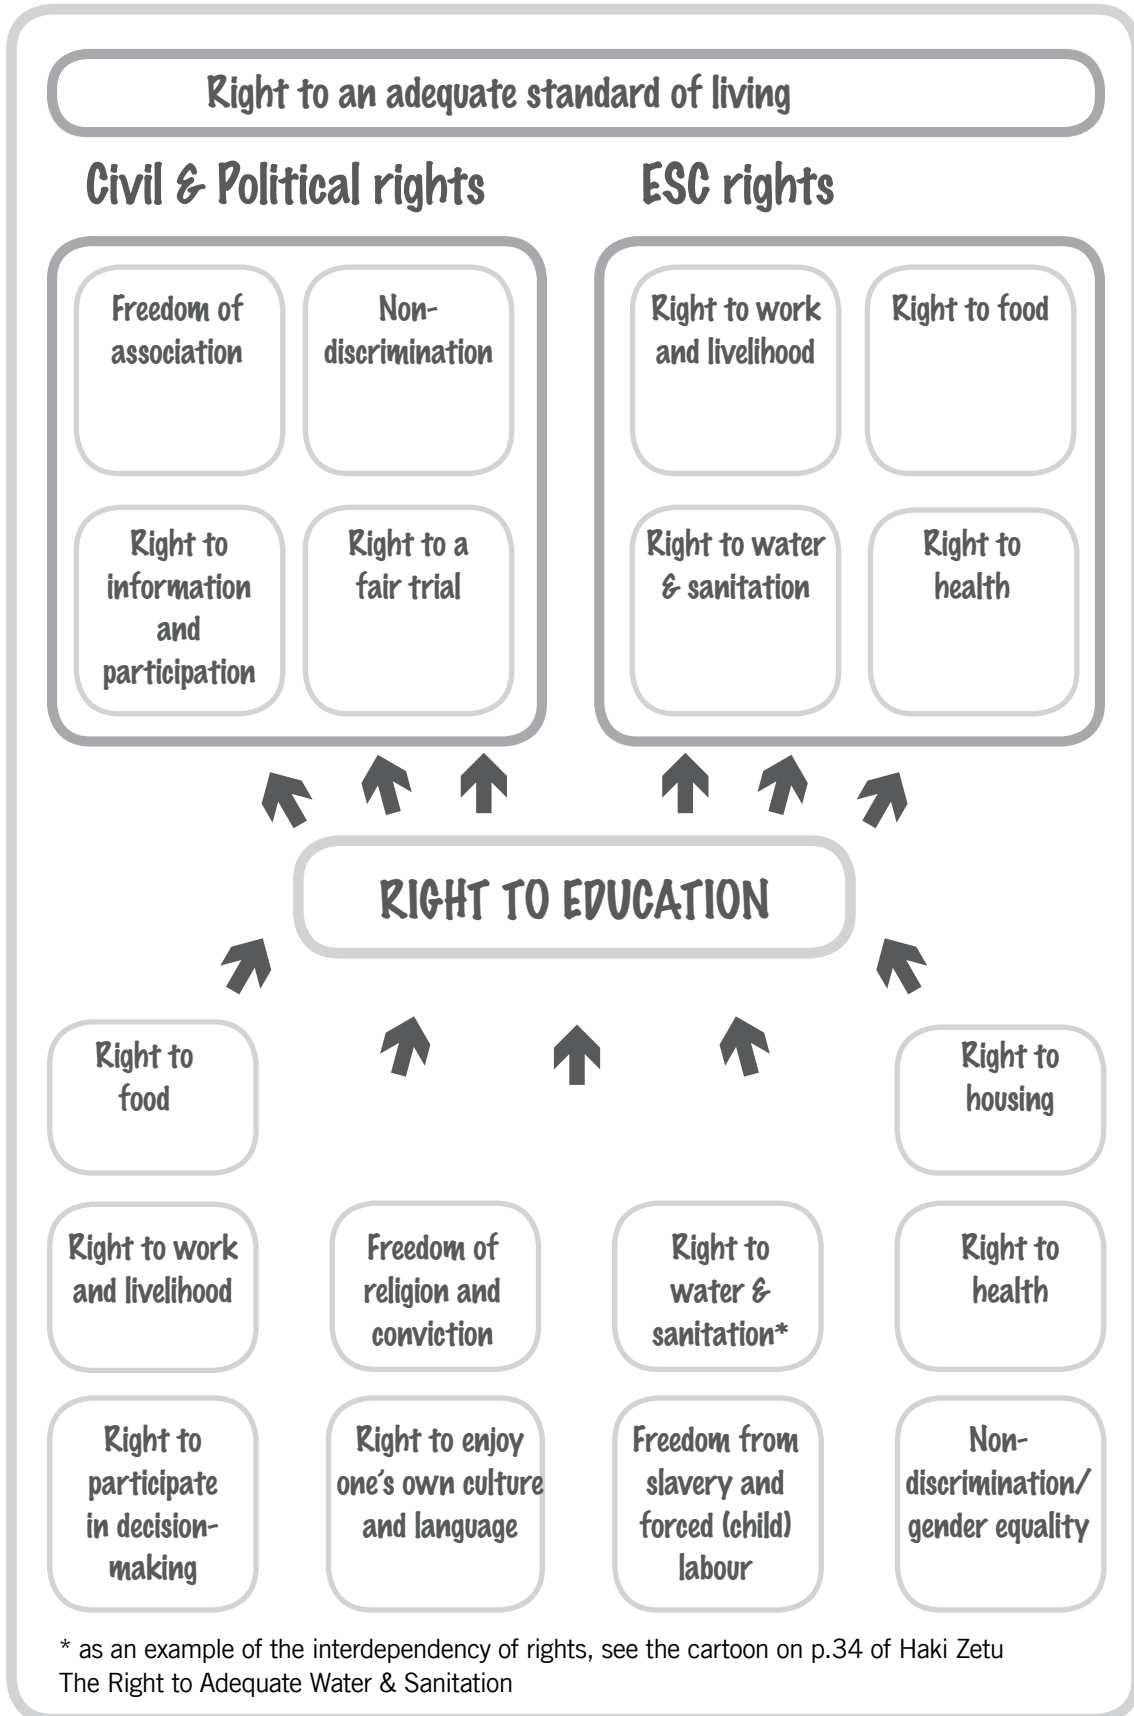 Right to an adequate standard of living
Civil & Political rights
ESC rights
Freedom of
association
Non-
discrimination
Right to
information
and
participation
Right to a
fair trial
Right to work
and livelihood
Right to food
Right to water
& sanitation
Right to
health
RIGHT TO EDUCATION
Right to
food
Right to
housing
Right to work
and livelihood
Freedom of
religion and
conviction
Right to
water &
sanitation*
Right to
health
Right to
participate
in decision-
making
Right to enjoy
one’s own culture
and language
Freedom from
slavery and
forced (child)
labour
Non-
discrimination/
gender equality
* as an example of the interdependency of rights, see the cartoon on p.34 of Haki Zetu
The Right to Adequate Water & Sanitation